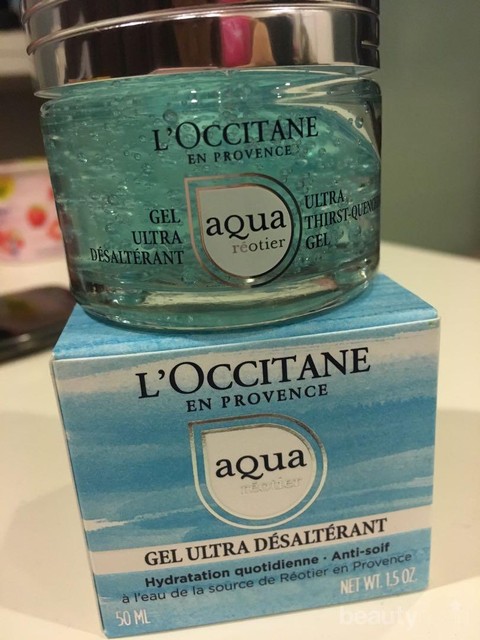 L'OCCITANE
EN PROVENCE
GEL
ULTRA
DÉSALTÉRANT
aqua
réotier
ULTRA
THIRST-QUENC
GEL
L'OCCITANE
EN PROVENCE
aqua
réotier
GEL ULTRA DÉSALTÉRANT
Hydratation quotidienne · Anti-soif
à l'eau de la source de Réotier en Provence
50 ML
NET WT. 1.5 OZ.
beauty